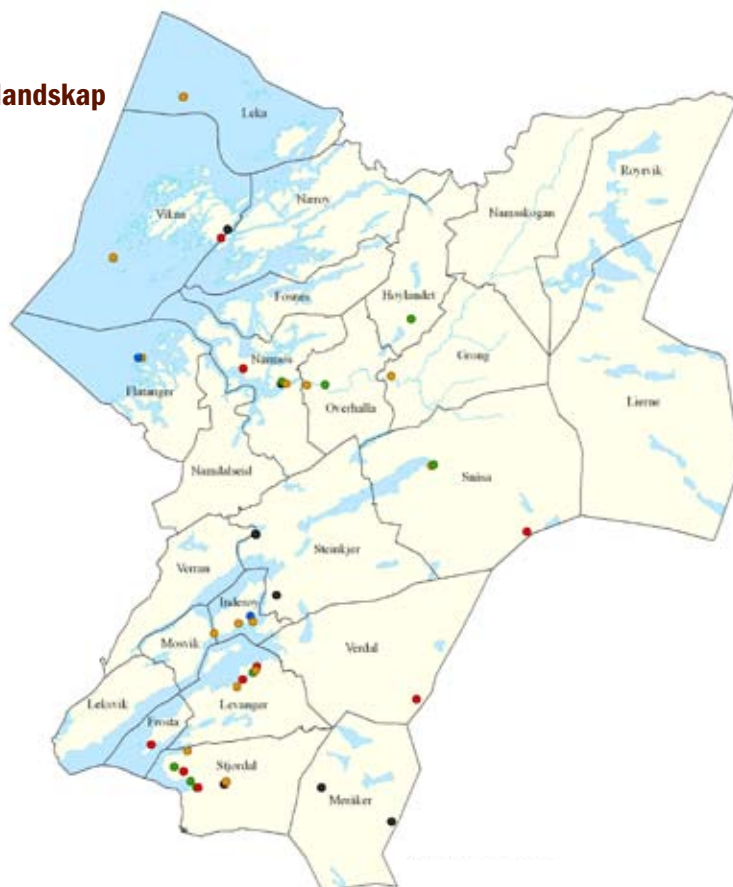 landskap
Leka
Røyrvik
Vikna
Nærøy
Namsskogan
Fosnes
Høylandet
Namsos
Grong
Flatanger
Overhalla
Lierne
Namdalseid
Snåsa
Steinkjer
Verran
Inderøy
Mosvik
Verdal
Leksvik
Levanger
Frosta
Stjørdal
Meråker